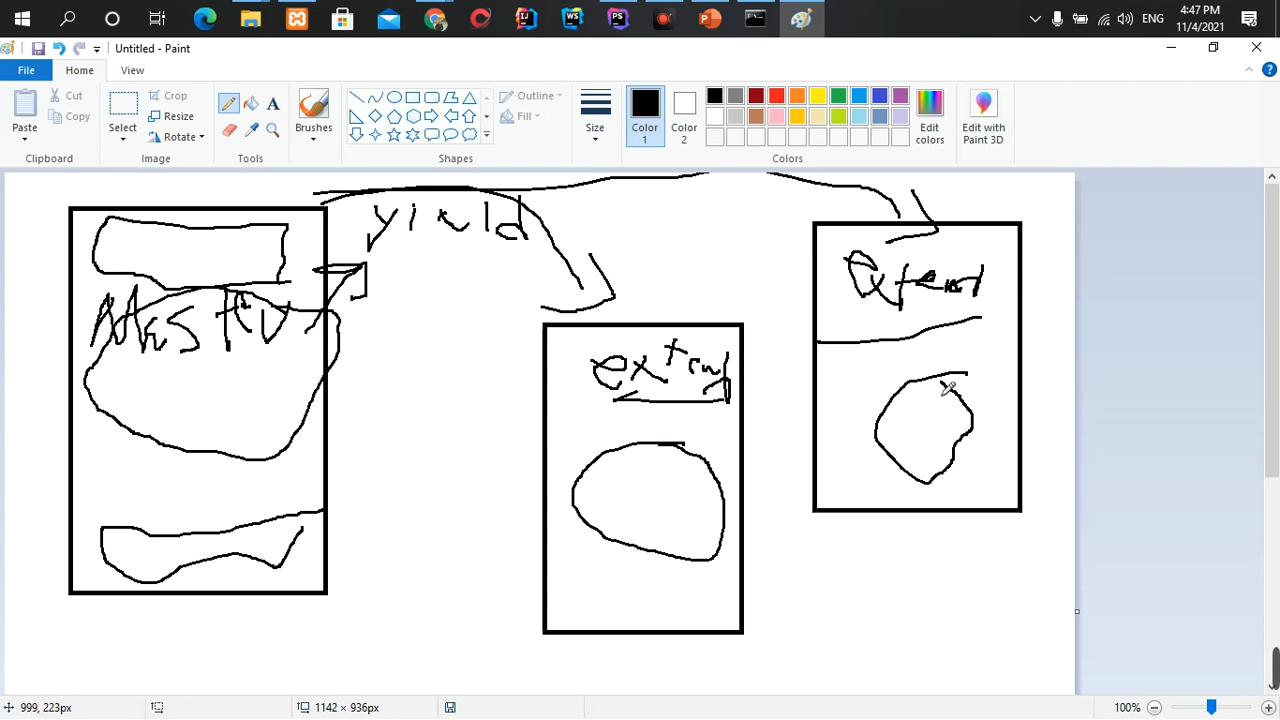 4:47 PM
ENG
11/4/2021
Untitled - Paint
File
Home
View
Paste
Cut
Copy
Clipboard
Select
Crop
Resize
Rotate
Image
Tools
Brushes
Shapes
Outline
Fill
Size
Color 1
Color 2
Edit colors
Edit with Paint 3D
Colors
yield
Master
extend
Extend
999, 223px
1142 × 936px
100%